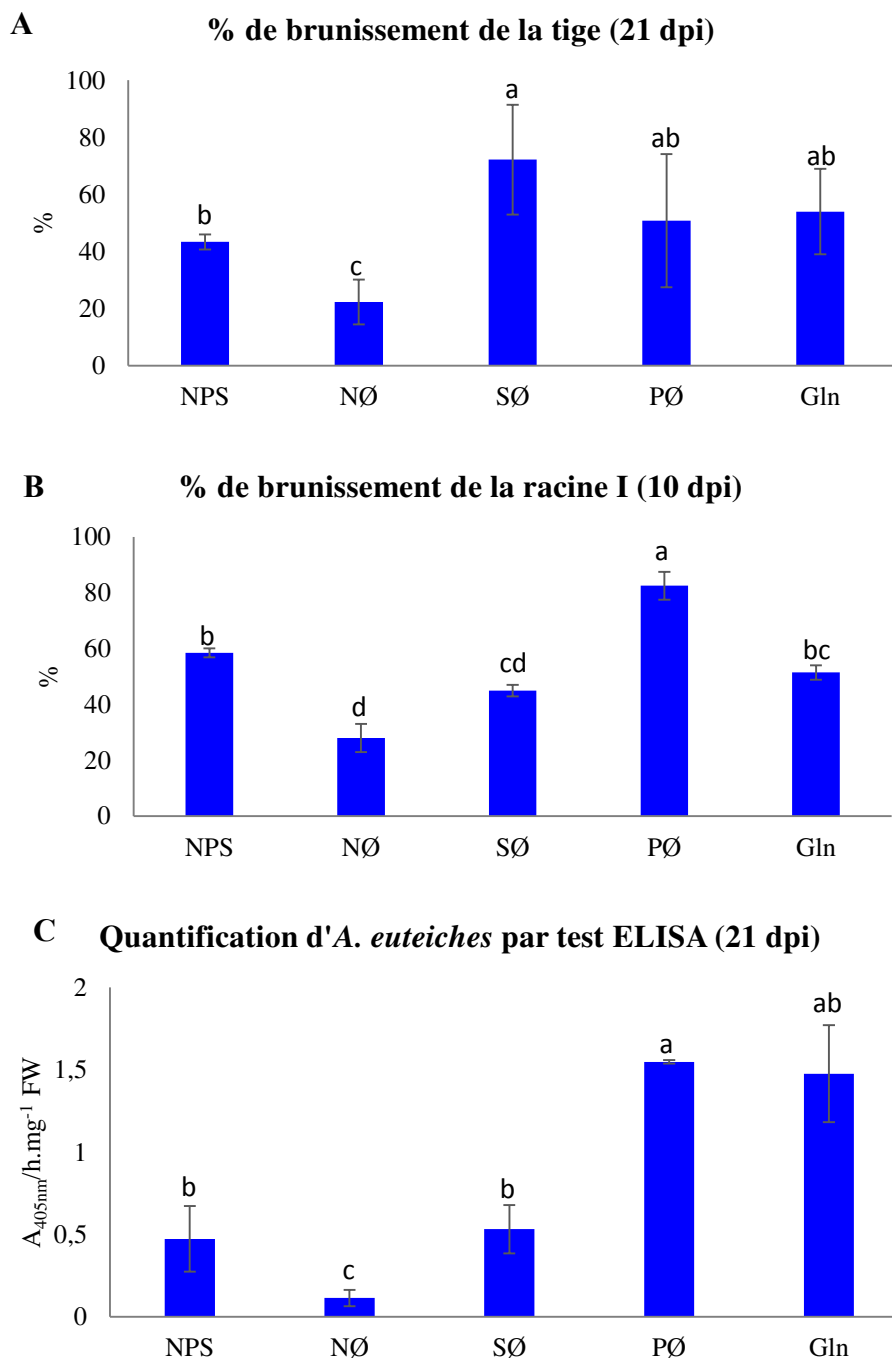 A
% de brunissement de la tige (21 dpi)
100
80
60
40
20
0
%
b
c
a
ab
ab
NPS NØ SØ PØ Gln
B
% de brunissement de la racine I (10 dpi)
100
80
60
40
20
0
%
b
d
cd
a
bc
NPS NØ SØ PØ Gln
C
Quantification d'A. euteiches par test ELISA (21 dpi)
2
1,5
1
0,5
0
A405nm/h.mg-1 FW
b
c
b
a
ab
NPS NØ SØ PØ Gln